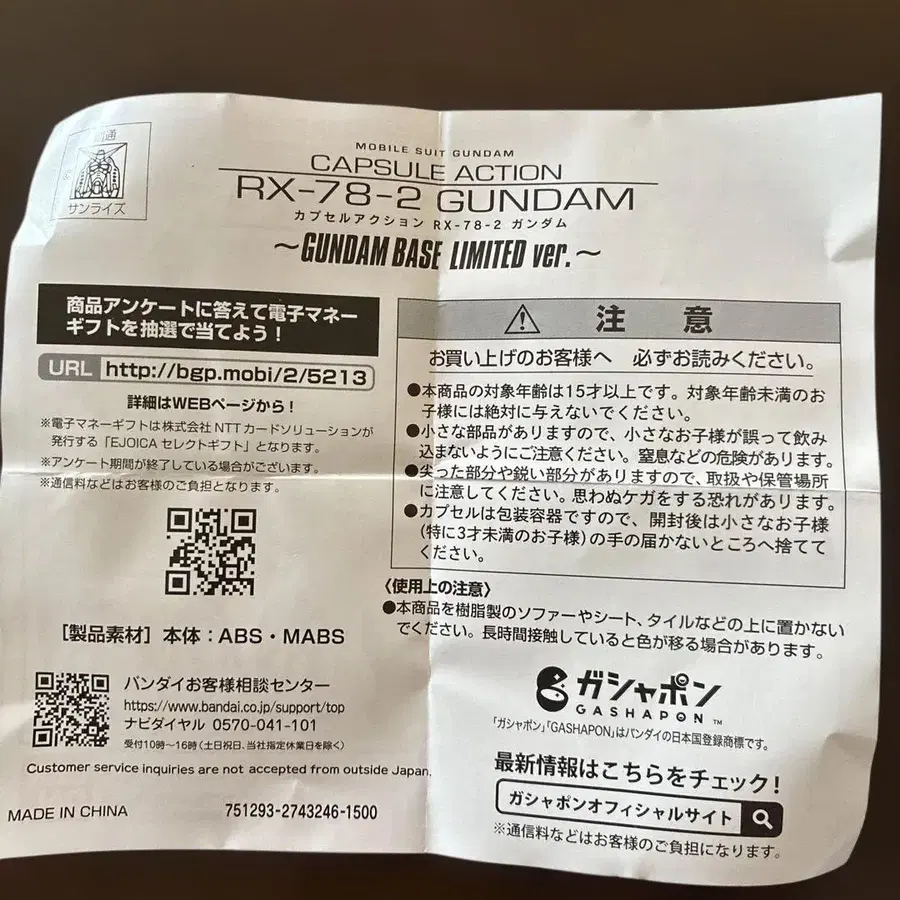 通
サンライズ
MOBILE SUIT GUNDAM
CAPSULE ACTION
RX-78-2 GUNDAM
カプセルアクション RX-78-2 ガンダム
～GUNDAM BASE LIMITED ver.～
商品アンケートに答えて電子マネー
ギフトを抽選で当てよう！
URL http://bgp.mobi/2/5213
詳細はWEBページから！
※電子マネーギフトは株式会社NTTカードソリューションが
発行する「EJOICA セレクトギフト」となります。
※アンケート期間が終了している場合がございます。
※通信料などはお客様のご負担となります。
[製品素材] 本体：ABS・MABS
バンダイお客様相談センター
https://www.bandai.co.jp/support/top
ナビダイヤル 0570-041-101
受付10時～16時(土日祝日、当社指定休業日を除く)
Customer service inquiries are not accepted from outside Japan.
MADE IN CHINA
751293-2743246-1500
注 意
お買い上げのお客様へ 必ずお読みください。
●本商品の対象年齢は15才以上です。対象年齢未満のお
子様には絶対に与えないでください。
●小さな部品がありますので、小さなお子様が誤って飲み
込まないようにご注意ください。窒息などの危険があります。
●尖った部分や鋭い部分がありますので、取扱や保管場所
に注意してください。思わぬケガをする恐れがあります。
●カプセルは包装容器ですので、開封後は小さなお子様
(特に3才未満のお子様)の手の届かないところへ捨てて
ください。
〈使用上の注意〉
●本商品を樹脂製のソファーやシート、タイルなどの上に置かない
でください。長時間接触していると色が移る場合があります。
ガシャポン
GASHAPON ™
「ガシャポン」「GASHAPON」はバンダイの日本国登録商標です。
最新情報はこちらをチェック！
ガシャポンオフィシャルサイト
※通信料などはお客様のご負担になります。